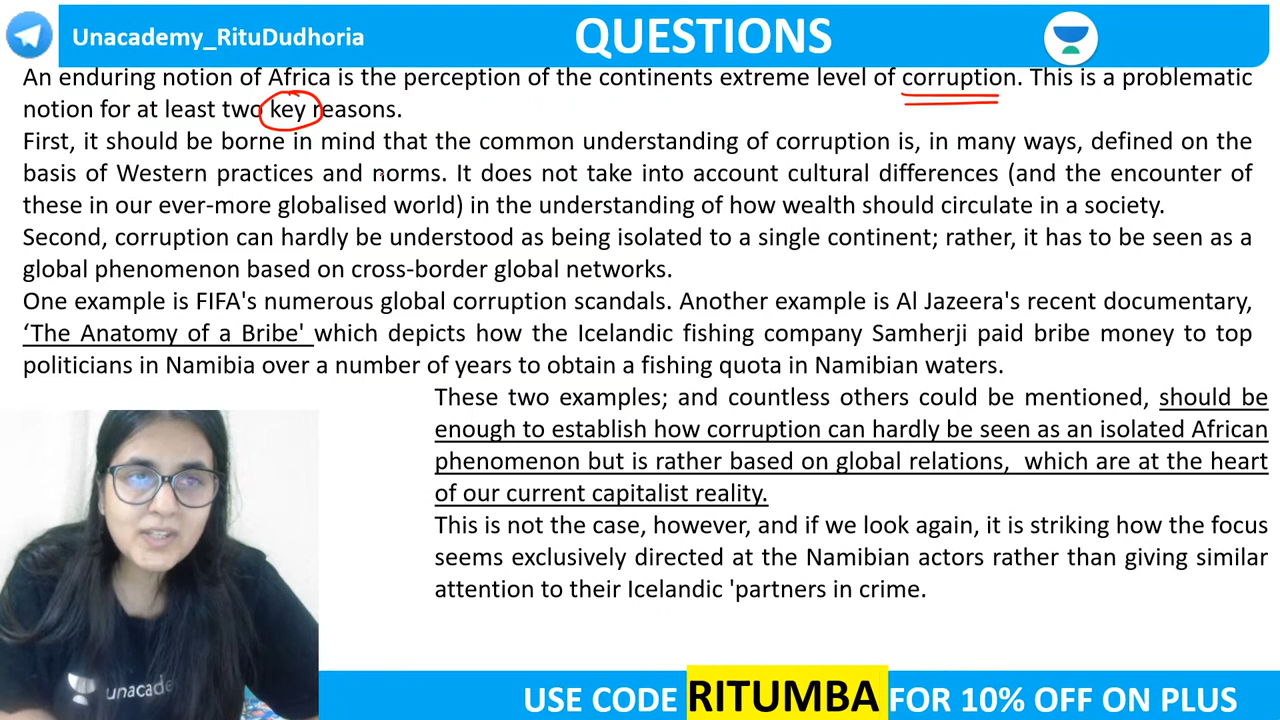 Unacademy_RituDudhoria
QUESTIONS
An enduring notion of Africa is the perception of the continents extreme level of corruption. This is a problematic
notion for at least two key reasons.
First, it should be borne in mind that the common understanding of corruption is, in many ways, defined on the
basis of Western practices and norms. It does not take into account cultural differences (and the encounter of
these in our ever-more globalised world) in the understanding of how wealth should circulate in a society.
Second, corruption can hardly be understood as being isolated to a single continent; rather, it has to be seen as a
global phenomenon based on cross-border global networks.
One example is FIFA's numerous global corruption scandals. Another example is Al Jazeera's recent documentary,
‘The Anatomy of a Bribe' which depicts how the Icelandic fishing company Samherji paid bribe money to top
politicians in Namibia over a number of years to obtain a fishing quota in Namibian waters.
These two examples; and countless others could be mentioned, should be
enough to establish how corruption can hardly be seen as an isolated African
phenomenon but is rather based on global relations, which are at the heart
of our current capitalist reality.
This is not the case, however, and if we look again, it is striking how the focus
seems exclusively directed at the Namibian actors rather than giving similar
attention to their Icelandic 'partners in crime.
unacade
USE CODE RITUMBA FOR 10% OFF ON PLUS